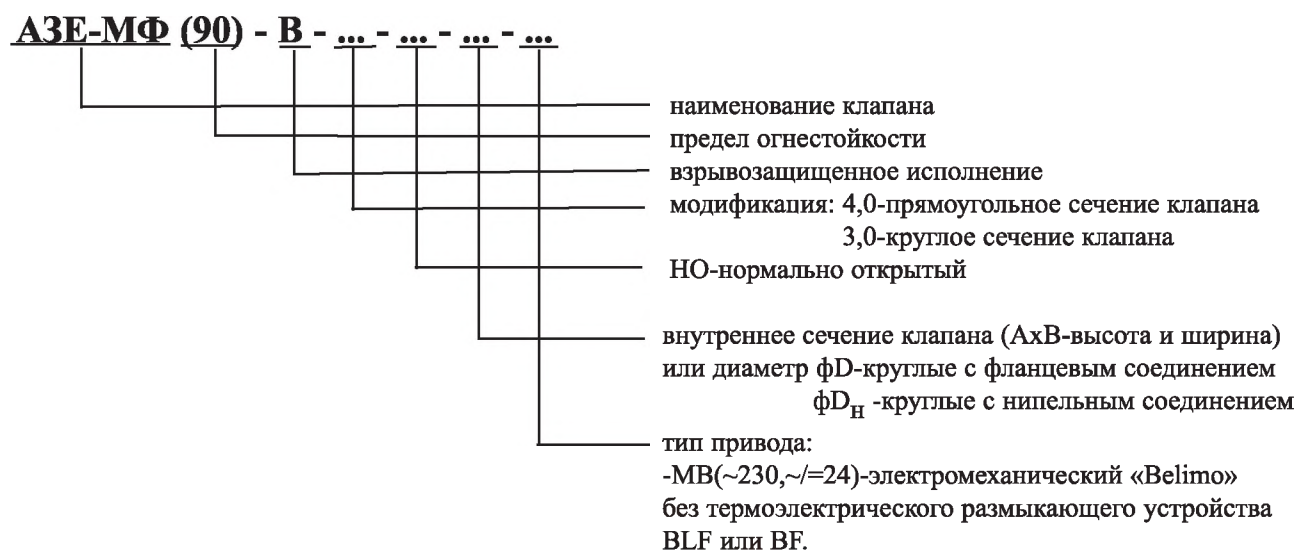 АЗЕ-МФ (90) - В - ... - ... - ... - ...
наименование клапана
предел огнестойкости
взрывозащищенное исполнение
модификация: 4,0-прямоугольное сечение клапана
3,0-круглое сечение клапана
НО-нормально открытый
внутреннее сечение клапана (АхВ-высота и ширина)
или диаметр фD-круглые с фланцевым соединением
фDН -круглые с нипельным соединением
тип привода:
-МВ(~230,~/=24)-электромеханический «Belimo»
без термоэлектрического размыкающего устройства
BLF или BF.